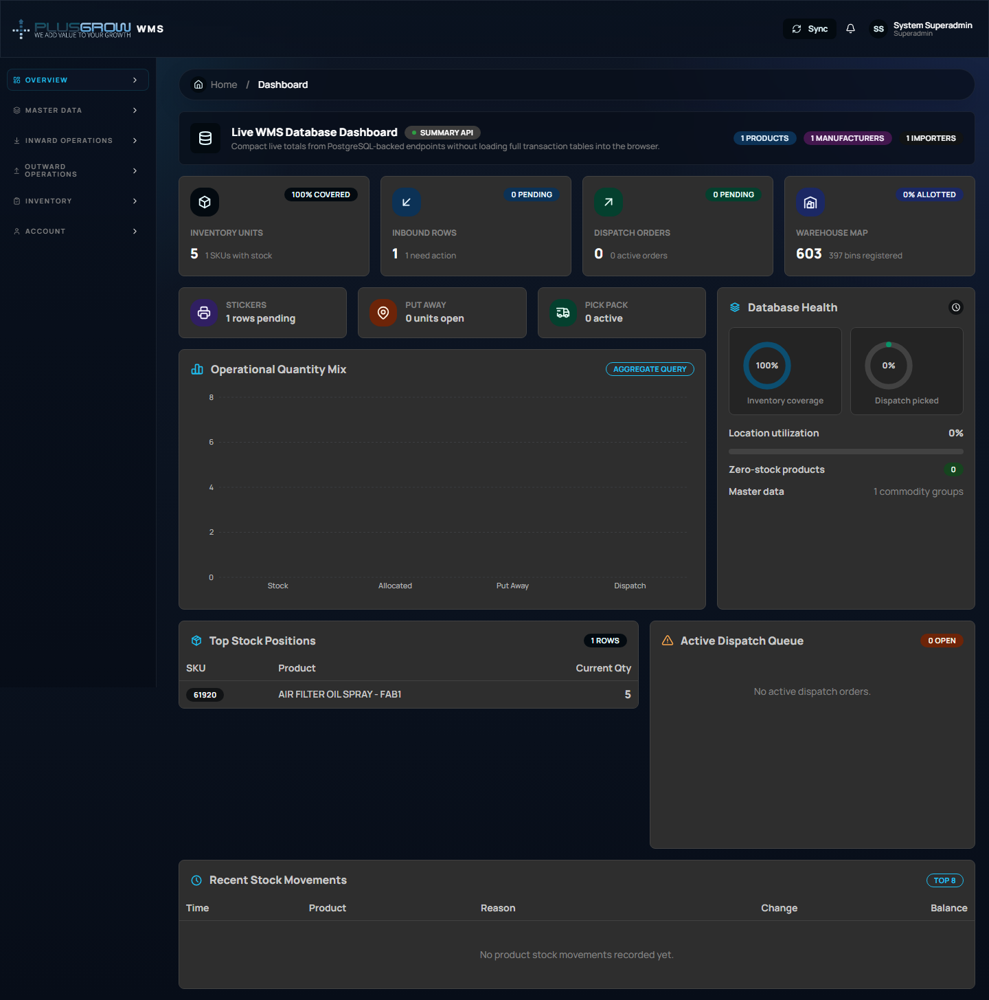 PLUSGROW WMS
WE ADD VALUE TO YOUR GROWTH
Sync
SS
System Superadmin
Superadmin
OVERVIEW
MASTER DATA
INWARD OPERATIONS
OUTWARD
OPERATIONS
INVENTORY
ACCOUNT
Home / Dashboard
Live WMS Database Dashboard
SUMMARY API
Compact live totals from PostgreSQL-backed endpoints without loading full transaction tables into the browser.
1 PRODUCTS
1 MANUFACTURERS
1 IMPORTERS
100% COVERED
INVENTORY UNITS
5 1 SKUs with stock
0 PENDING
INBOUND ROWS
1 1 need action
0 PENDING
DISPATCH ORDERS
0 0 active orders
0% ALLOTTED
WAREHOUSE MAP
603 397 bins registered
STICKERS
1 rows pending
PUT AWAY
0 units open
PICK PACK
0 active
Operational Quantity Mix
AGGREGATE QUERY
8
6
4
2
0
Stock Allocated Put Away Dispatch
Database Health
100%
Inventory coverage
0%
Dispatch picked
Location utilization 0%
Zero-stock products 0
Master data 1 commodity groups
Top Stock Positions
1 ROWS
SKU Product Current Qty
61920 AIR FILTER OIL SPRAY - FAB1 5
Active Dispatch Queue
0 OPEN
No active dispatch orders.
Recent Stock Movements
TOP 8
Time Product Reason Change Balance
No product stock movements recorded yet.